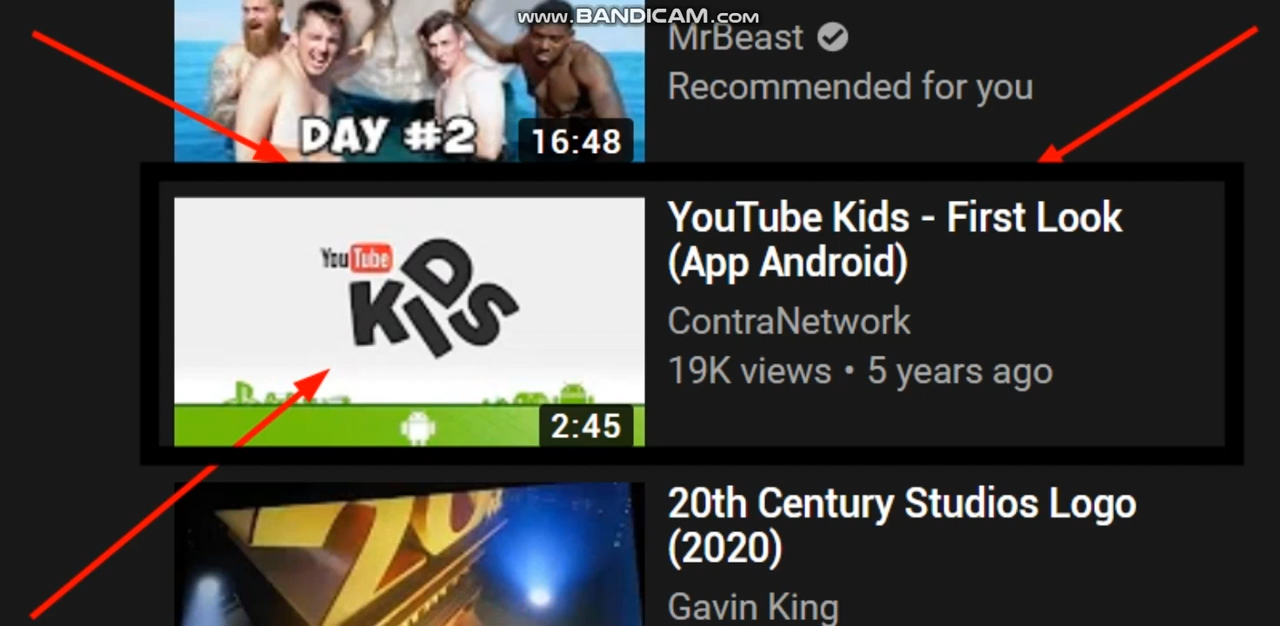 www.BANDICAM.com
MrBeast
Recommended for you
DAY #2
16:48
YouTube Kids - First Look
(App Android)
YouTube
KIDS
ContraNetwork
19K views • 5 years ago
2:45
20th Century Studios Logo
(2020)
20
Gavin King